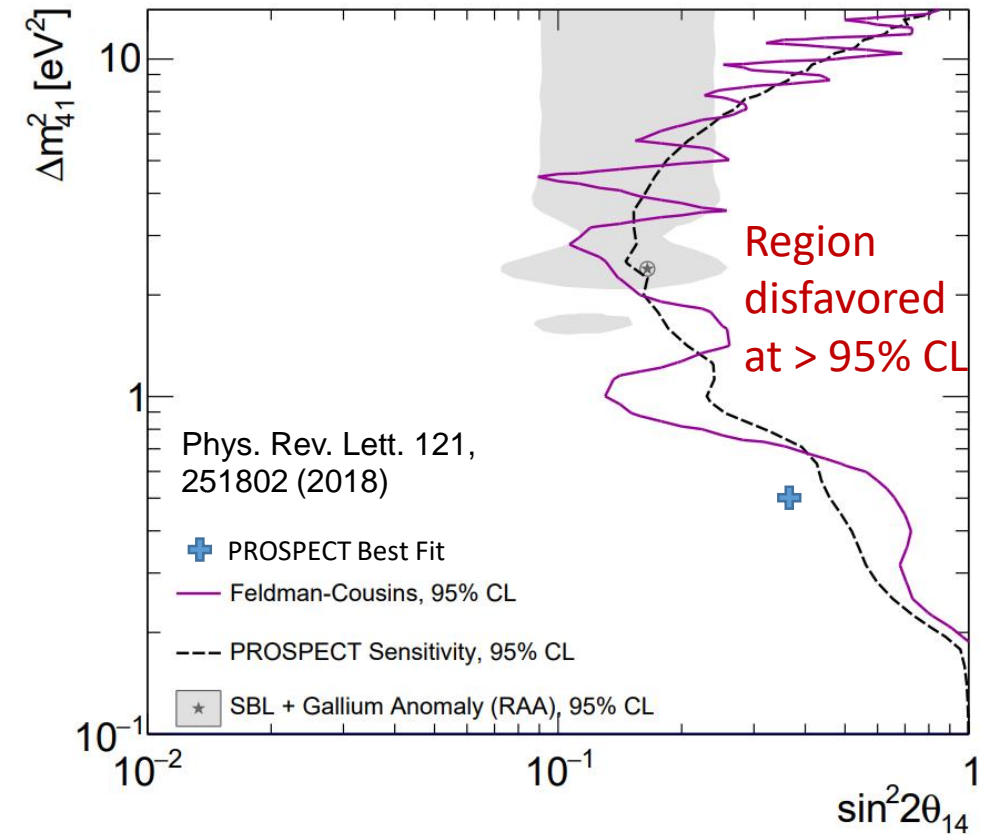 Δm²₄₁ [eV²]
10
1
10⁻¹
Region
disfavored
at > 95% CL
Phys. Rev. Lett. 121,
251802 (2018)
PROSPECT Best Fit
Feldman-Cousins, 95% CL
PROSPECT Sensitivity, 95% CL
SBL + Gallium Anomaly (RAA), 95% CL
10⁻² 10⁻¹ 1
sin²2θ₁₄